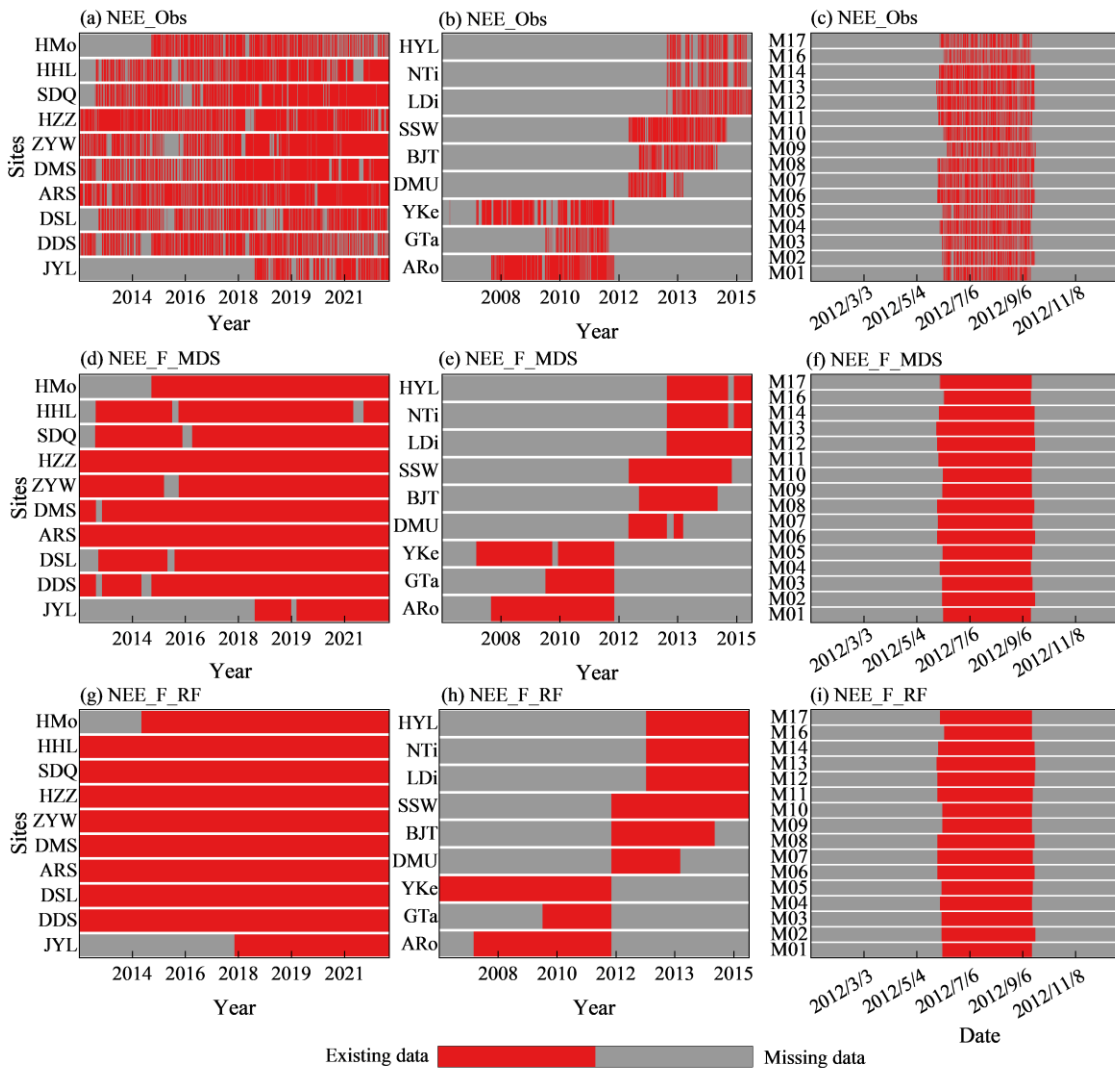 (a) NEE_Obs
(b) NEE_Obs
(c) NEE_Obs
Sites
HMo
HHL
SDQ
HZZ
ZYW
DMS
ARS
DSL
DDS
JYL
2014 2016 2018 2019 2021
Year
HYL
NTi
LDi
SSW
BJT
DMU
YKe
GTa
ARo
2008 2010 2012 2013 2015
Year
M17
M16
M14
M13
M12
M11
M10
M09
M08
M07
M06
M05
M04
M03
M02
M01
2012/3/3 2012/5/4 2012/7/6 2012/9/6 2012/11/8
(d) NEE_F_MDS
(e) NEE_F_MDS
(f) NEE_F_MDS
Sites
HMo
HHL
SDQ
HZZ
ZYW
DMS
ARS
DSL
DDS
JYL
2014 2016 2018 2019 2021
Year
HYL
NTi
LDi
SSW
BJT
DMU
YKe
GTa
ARo
2008 2010 2012 2013 2015
Year
M17
M16
M14
M13
M12
M11
M10
M09
M08
M07
M06
M05
M04
M03
M02
M01
2012/3/3 2012/5/4 2012/7/6 2012/9/6 2012/11/8
(g) NEE_F_RF
(h) NEE_F_RF
(i) NEE_F_RF
Sites
HMo
HHL
SDQ
HZZ
ZYW
DMS
ARS
DSL
DDS
JYL
2014 2016 2018 2019 2021
Year
HYL
NTi
LDi
SSW
BJT
DMU
YKe
GTa
ARo
2008 2010 2012 2013 2015
Year
M17
M16
M14
M13
M12
M11
M10
M09
M08
M07
M06
M05
M04
M03
M02
M01
2012/3/3 2012/5/4 2012/7/6 2012/9/6 2012/11/8
Date
Existing data
Missing data